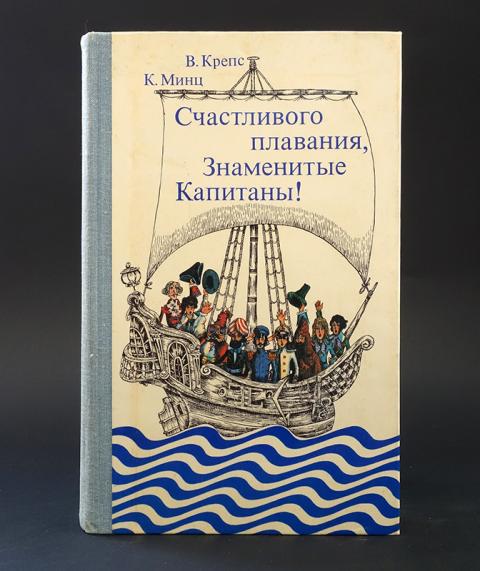 В. Крепс
К. Минц
Счастливого
плавания,
Знаменитые
Капитаны!